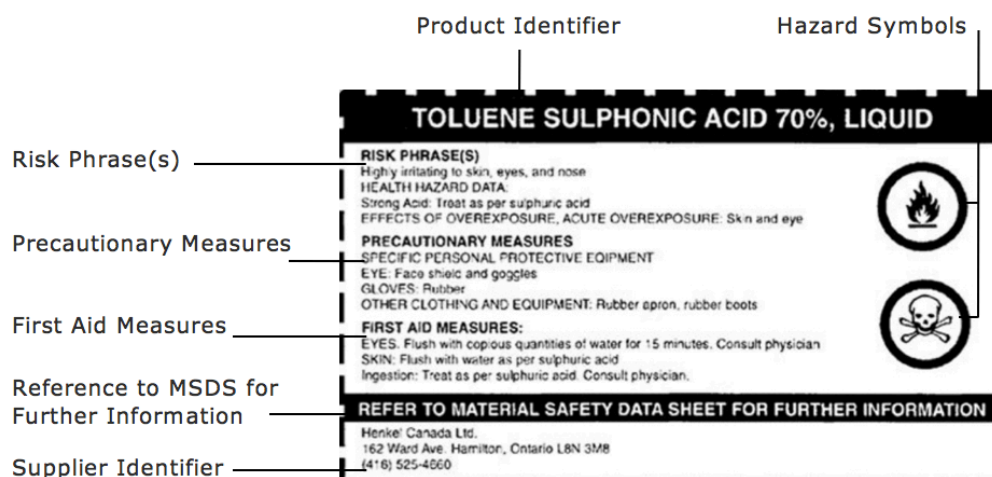 Product Identifier
Hazard Symbols
TOLUENE SULPHONIC ACID 70%, LIQUID
Risk Phrase(s)
RISK PHRASE(S)
Highly irritating to skin, eyes, and nose
HEALTH HAZARD DATA:
Strong Acid: Treat as per sulphuric acid
EFFECTS OF OVEREXPOSURE, ACUTE OVEREXPOSURE: Skin and eye
Precautionary Measures
PRECAUTIONARY MEASURES
SPECIFIC PERSONAL PROTECTIVE EQIPMENT
EYE: Face shield and goggles
GLOVES: Rubber
OTHER CLOTHING AND EQUIPMENT: Rubber apron, rubber boots
First Aid Measures
FIRST AID MEASURES:
EYES. Flush with copious quantities of water for 15 minutes. Consult physician
SKIN: Flush with water as per sulphuric acid
Ingestion: Treat as per sulphuric acid. Consult physician.
Reference to MSDS for
Further Information
REFER TO MATERIAL SAFETY DATA SHEET FOR FURTHER INFORMATION
Henkel Canada Ltd.
162 Ward Ave. Hamilton, Ontario L8N 3M8
(416) 525-4660
Supplier Identifier